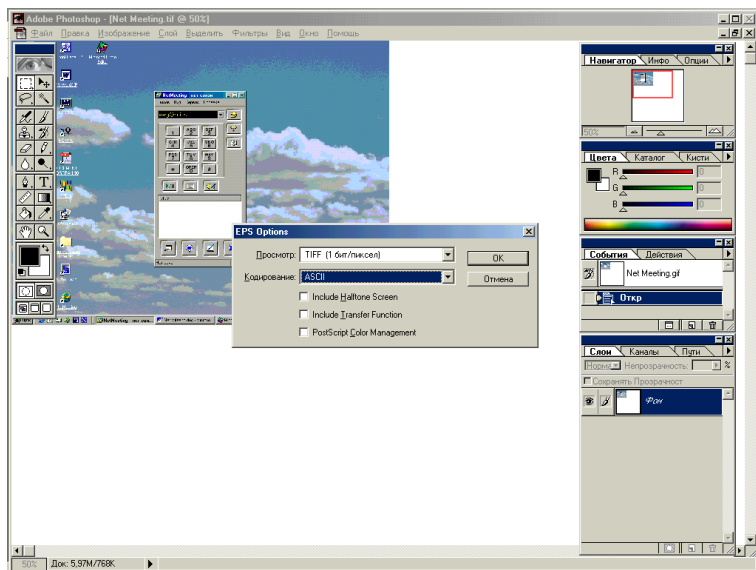 Adobe Photoshop - [Net Meeting.tif @ 50%]
Файл Правка Изображение Слой Выделить Фильтры Вид Окно Помощь
Навигатор Инфо Опции
50%
Цвета Каталог Кисти
R 0
G 0
B 0
EPS Options
Просмотр: TIFF (1 бит/пиксел) OK
Кодирование: ASCII Отмена
Include Halftone Screen
Include Transfer Function
PostScript Color Management
События Действия
Net Meeting.gif
Откр
Слои Каналы Пути
Норма Непрозрачность: %
Сохранять Прозрачност
Фон
50% Док: 5,97M/768K